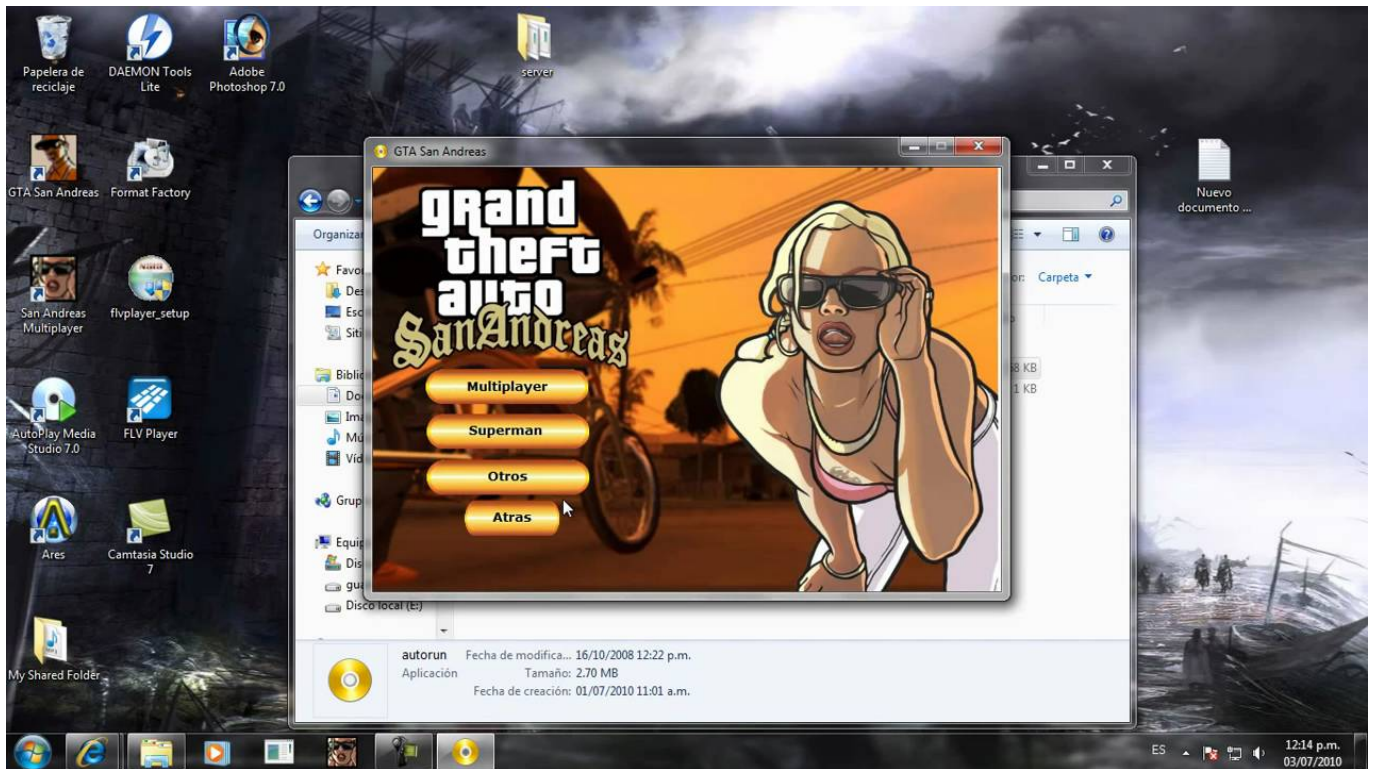 Papelera de
reciclaje
DAEMON Tools
Lite
Adobe
Photoshop 7.0
server
GTA San Andreas
Format Factory
Nuevo
documento ...
San Andreas
Multiplayer
flvplayer_setup
AutoPlay Media
Studio 7.0
FLV Player
Ares
Camtasia Studio
7
My Shared Folder
GTA San Andreas
grand
theft
auto
SanAndreas
Multiplayer
Superman
Otros
Atras
Carpeta
1 KB
Disco local (E:)
autorun
Fecha de modifica... 16/10/2008 12:22 p.m.
Aplicación
Tamaño: 2.70 MB
Fecha de creación: 01/07/2010 11:01 a.m.
ES
12:14 p.m.
03/07/2010